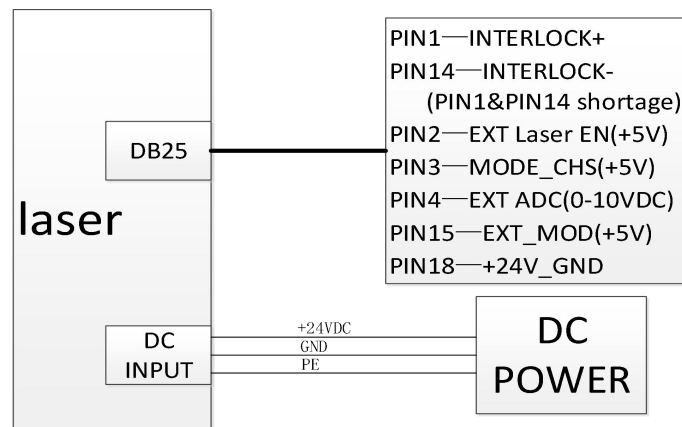 PIN1—INTERLOCK+
PIN14—INTERLOCK-
(PIN1&PIN14 shortage)
DB25
PIN2—EXT Laser EN(+5V)
PIN3—MODE_CHS(+5V)
PIN4—EXT ADC(0-10VDC)
laser
PIN15—EXT_MOD(+5V)
PIN18—+24V_GND
DC
INPUT
+24VDC
GND
PE
DC
POWER